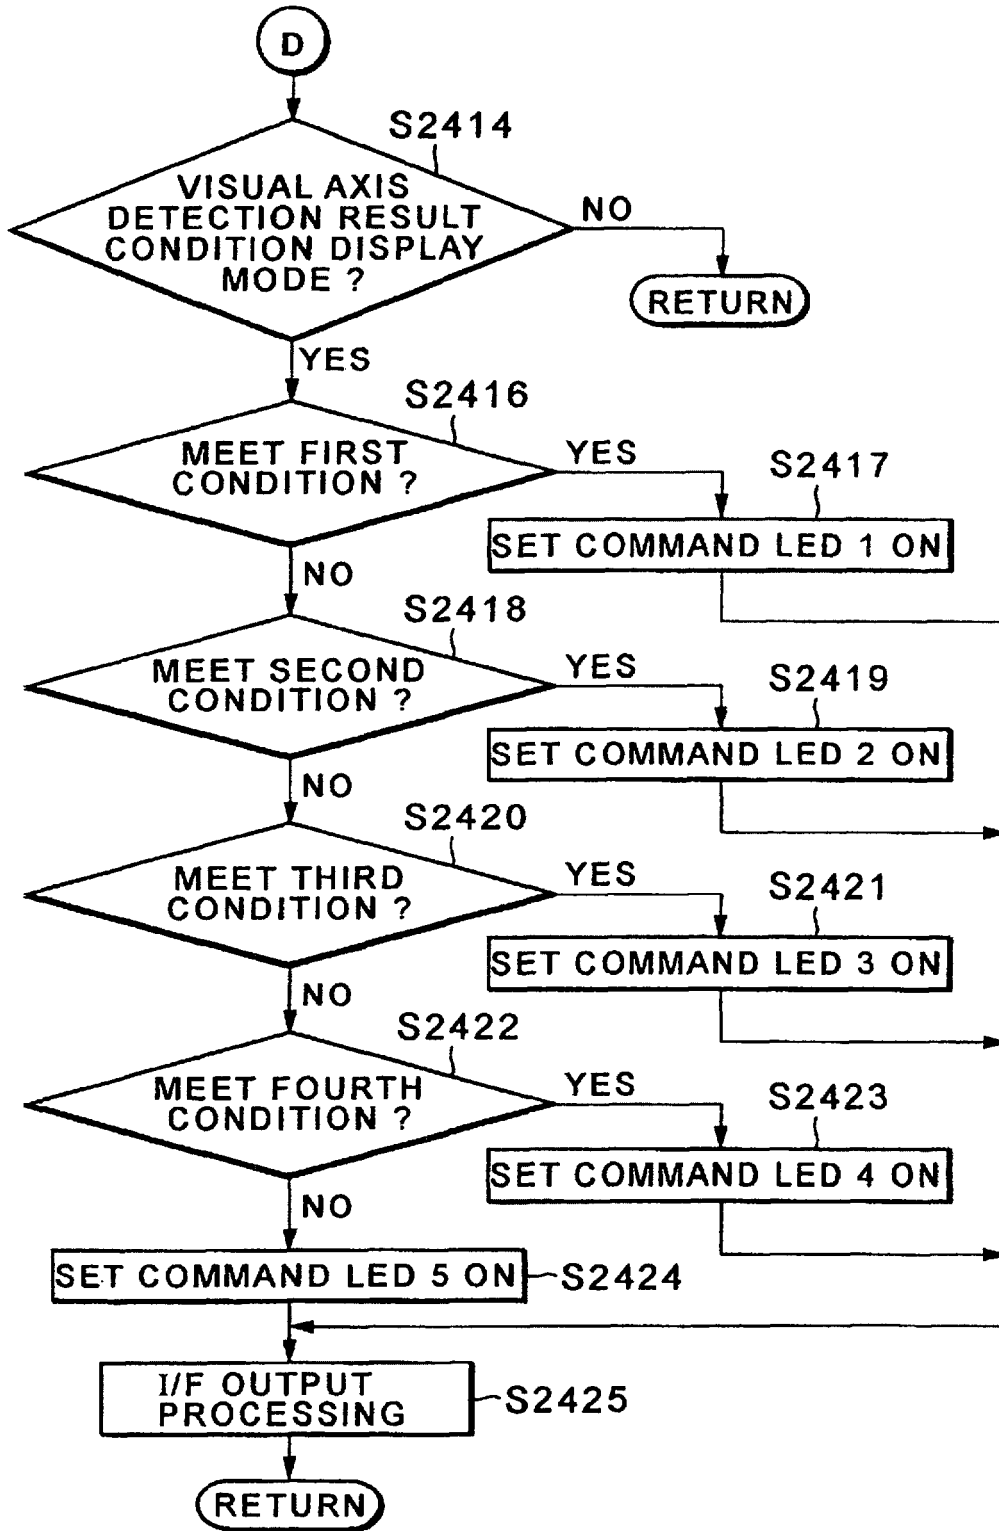 D
S2414
VISUAL AXIS
DETECTION RESULT
CONDITION DISPLAY
MODE ?
NO
RETURN
YES
S2416
MEET FIRST
CONDITION ?
YES
S2417
SET COMMAND LED 1 ON
NO
S2418
MEET SECOND
CONDITION ?
YES
S2419
SET COMMAND LED 2 ON
NO
S2420
MEET THIRD
CONDITION ?
YES
S2421
SET COMMAND LED 3 ON
NO
S2422
MEET FOURTH
CONDITION ?
YES
S2423
SET COMMAND LED 4 ON
NO
SET COMMAND LED 5 ON
S2424
I/F OUTPUT
PROCESSING
S2425
RETURN